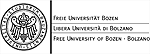 FREIE UNIVERSITÄT BOZEN
LIBERA UNIVERSITÀ DI BOLZANO
FREE UNIVERSITY OF BOZEN · BOLZANO